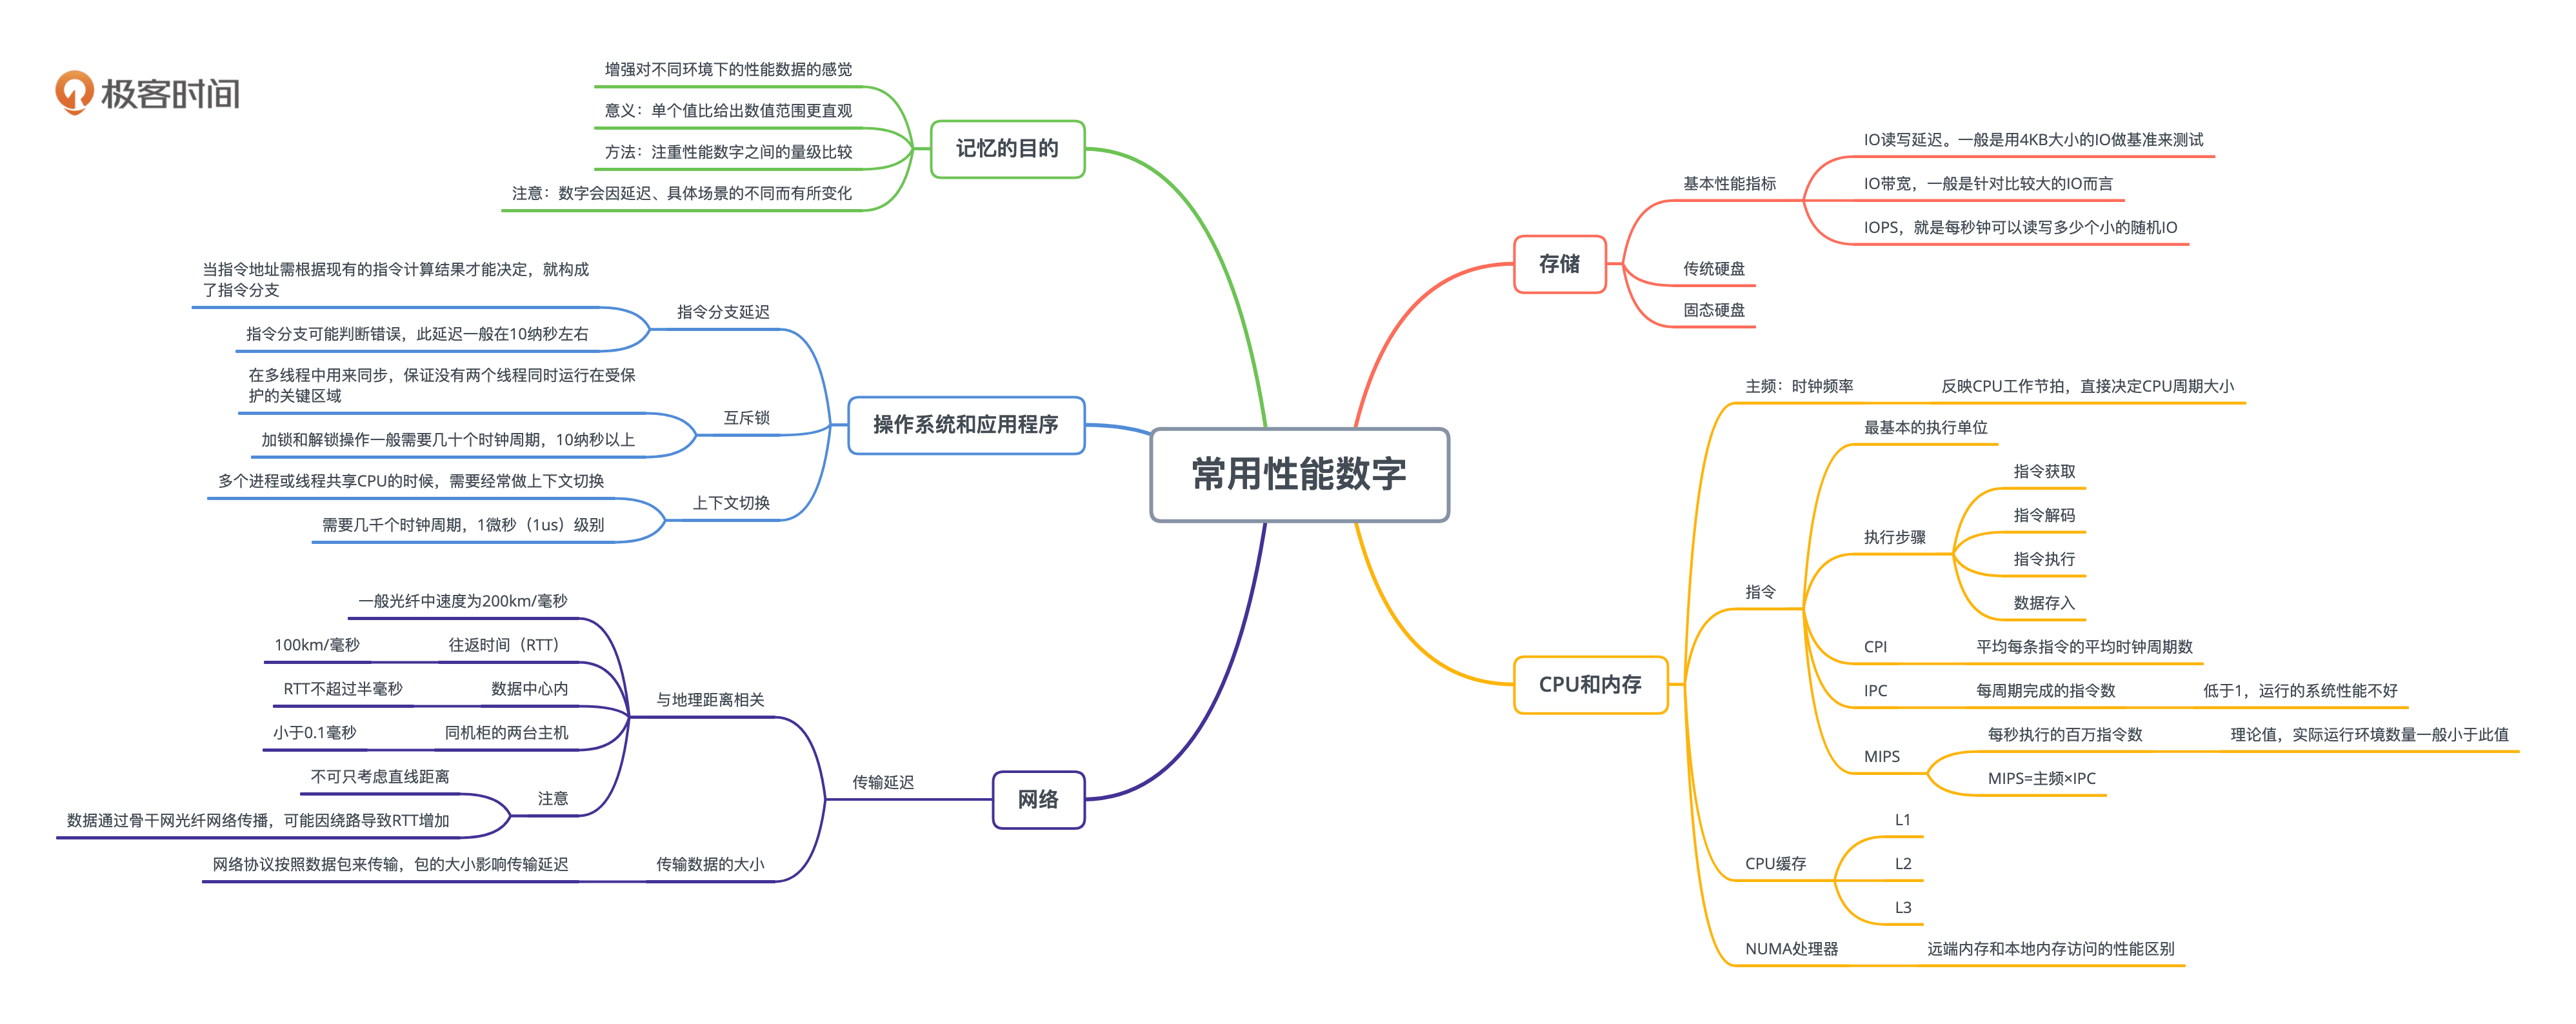 极客时间
常用性能数字
记忆的目的
增强对不同环境下的性能数据的感觉
意义：单个值比给出数值范围更直观
方法：注重性能数字之间的量级比较
注意：数字会因延迟、具体场景的不同而有所变化
操作系统和应用程序
指令分支延迟
当指令地址需根据现有的指令计算结果才能决定，就构成
了指令分支
指令分支可能判断错误，此延迟一般在10纳秒左右
互斥锁
在多线程中用来同步，保证没有两个线程同时运行在受保
护的关键区域
加锁和解锁操作一般需要几十个时钟周期，10纳秒以上
上下文切换
多个进程或线程共享CPU的时候，需要经常做上下文切换
需要几千个时钟周期，1微秒（1us）级别
网络
传输延迟
与地理距离相关
一般光纤中速度为200km/毫秒
往返时间（RTT）
100km/毫秒
数据中心内
RTT不超过半毫秒
同机柜的两台主机
小于0.1毫秒
注意
不可只考虑直线距离
数据通过骨干网光纤网络传播，可能因绕路导致RTT增加
传输数据的大小
网络协议按照数据包来传输，包的大小影响传输延迟
存储
基本性能指标
IO读写延迟。一般是用4KB大小的IO做基准来测试
IO带宽，一般是针对比较大的IO而言
IOPS，就是每秒钟可以读写多少个小的随机IO
传统硬盘
固态硬盘
CPU和内存
主频：时钟频率
反映CPU工作节拍，直接决定CPU周期大小
指令
最基本的执行单位
执行步骤
指令获取
指令解码
指令执行
数据存入
CPI
平均每条指令的平均时钟周期数
IPC
每周期完成的指令数
低于1，运行的系统性能不好
MIPS
每秒执行的百万指令数
理论值，实际运行环境数量一般小于此值
MIPS=主频×IPC
CPU缓存
L1
L2
L3
NUMA处理器
远端内存和本地内存访问的性能区别